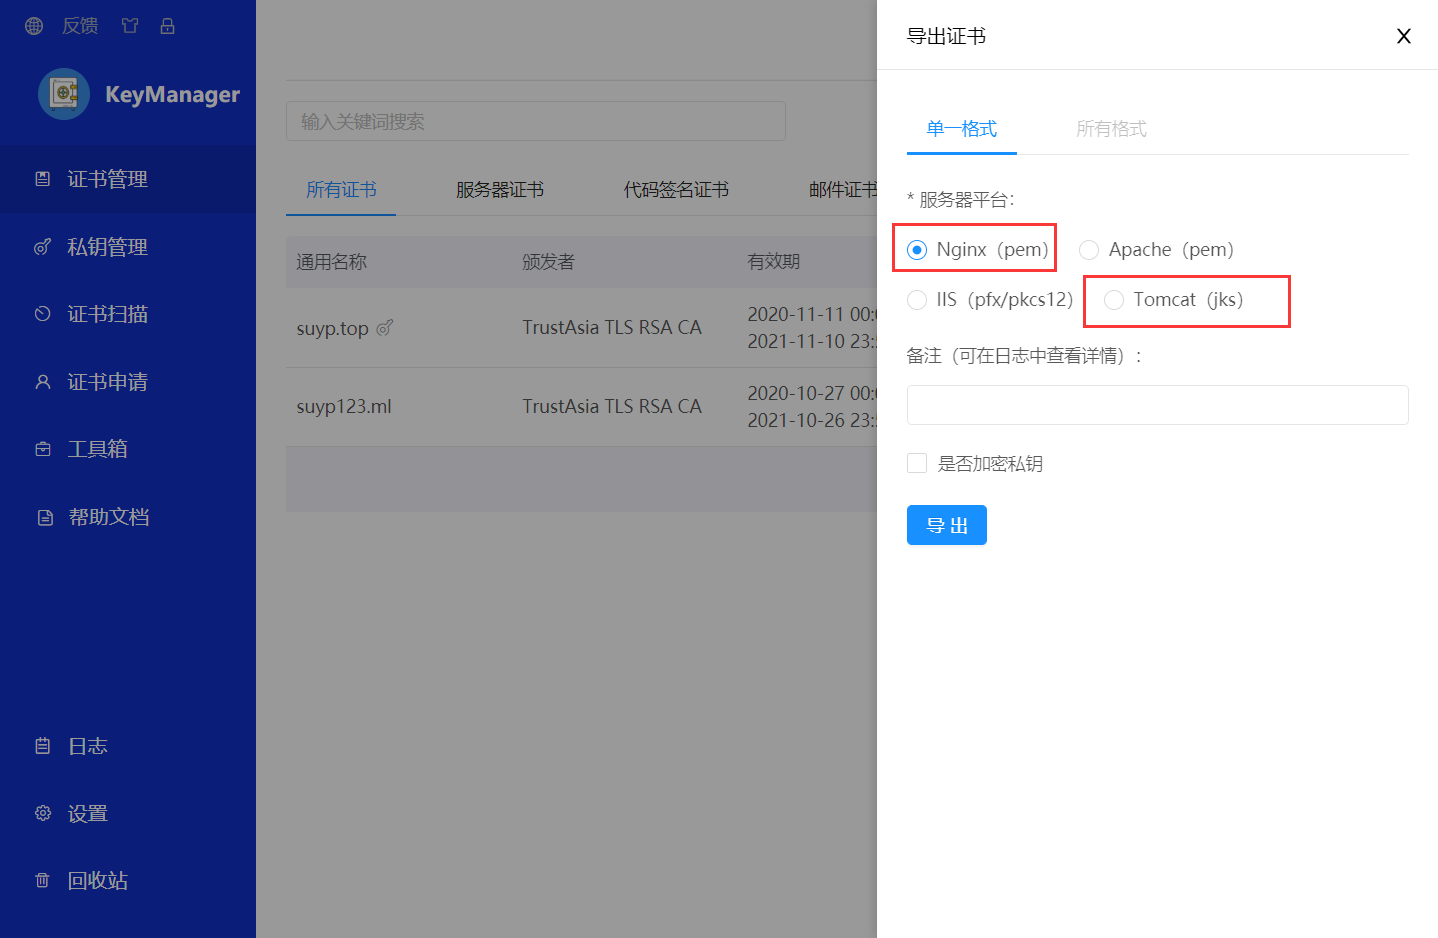 反馈
KeyManager
证书管理
私钥管理
证书扫描
证书申请
工具箱
帮助文档
日志
设置
回收站
输入关键词搜索
所有证书 服务器证书 代码签名证书 邮件证书
通用名称 颁发者 有效期
suyp.top TrustAsia TLS RSA CA 2020-11-11 00:
2021-11-10 23:
suyp123.ml TrustAsia TLS RSA CA 2020-10-27 00:
2021-10-26 23:
导出证书 X
单一格式 所有格式
* 服务器平台:
Nginx（pem） Apache（pem）
IIS（pfx/pkcs12） Tomcat（jks）
备注（可在日志中查看详情）:
是否加密私钥
导 出